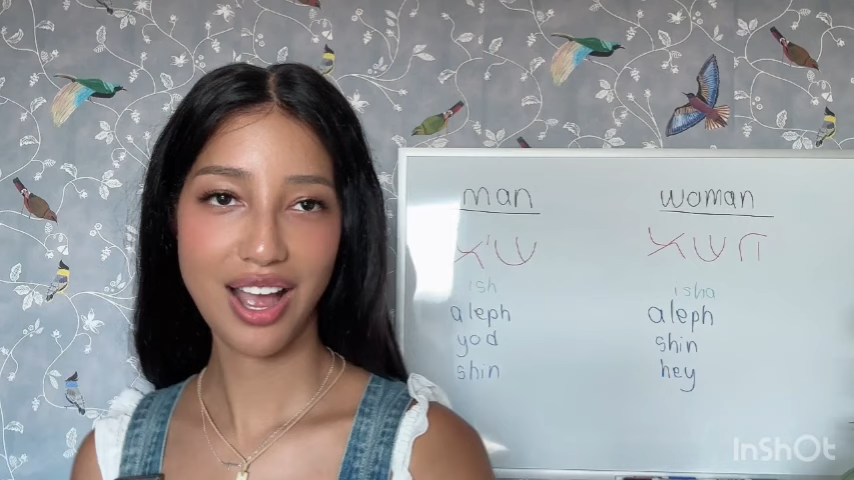 man
איש
ish
aleph
yod
shin
woman
אשה
isha
aleph
shin
hey
InShOt